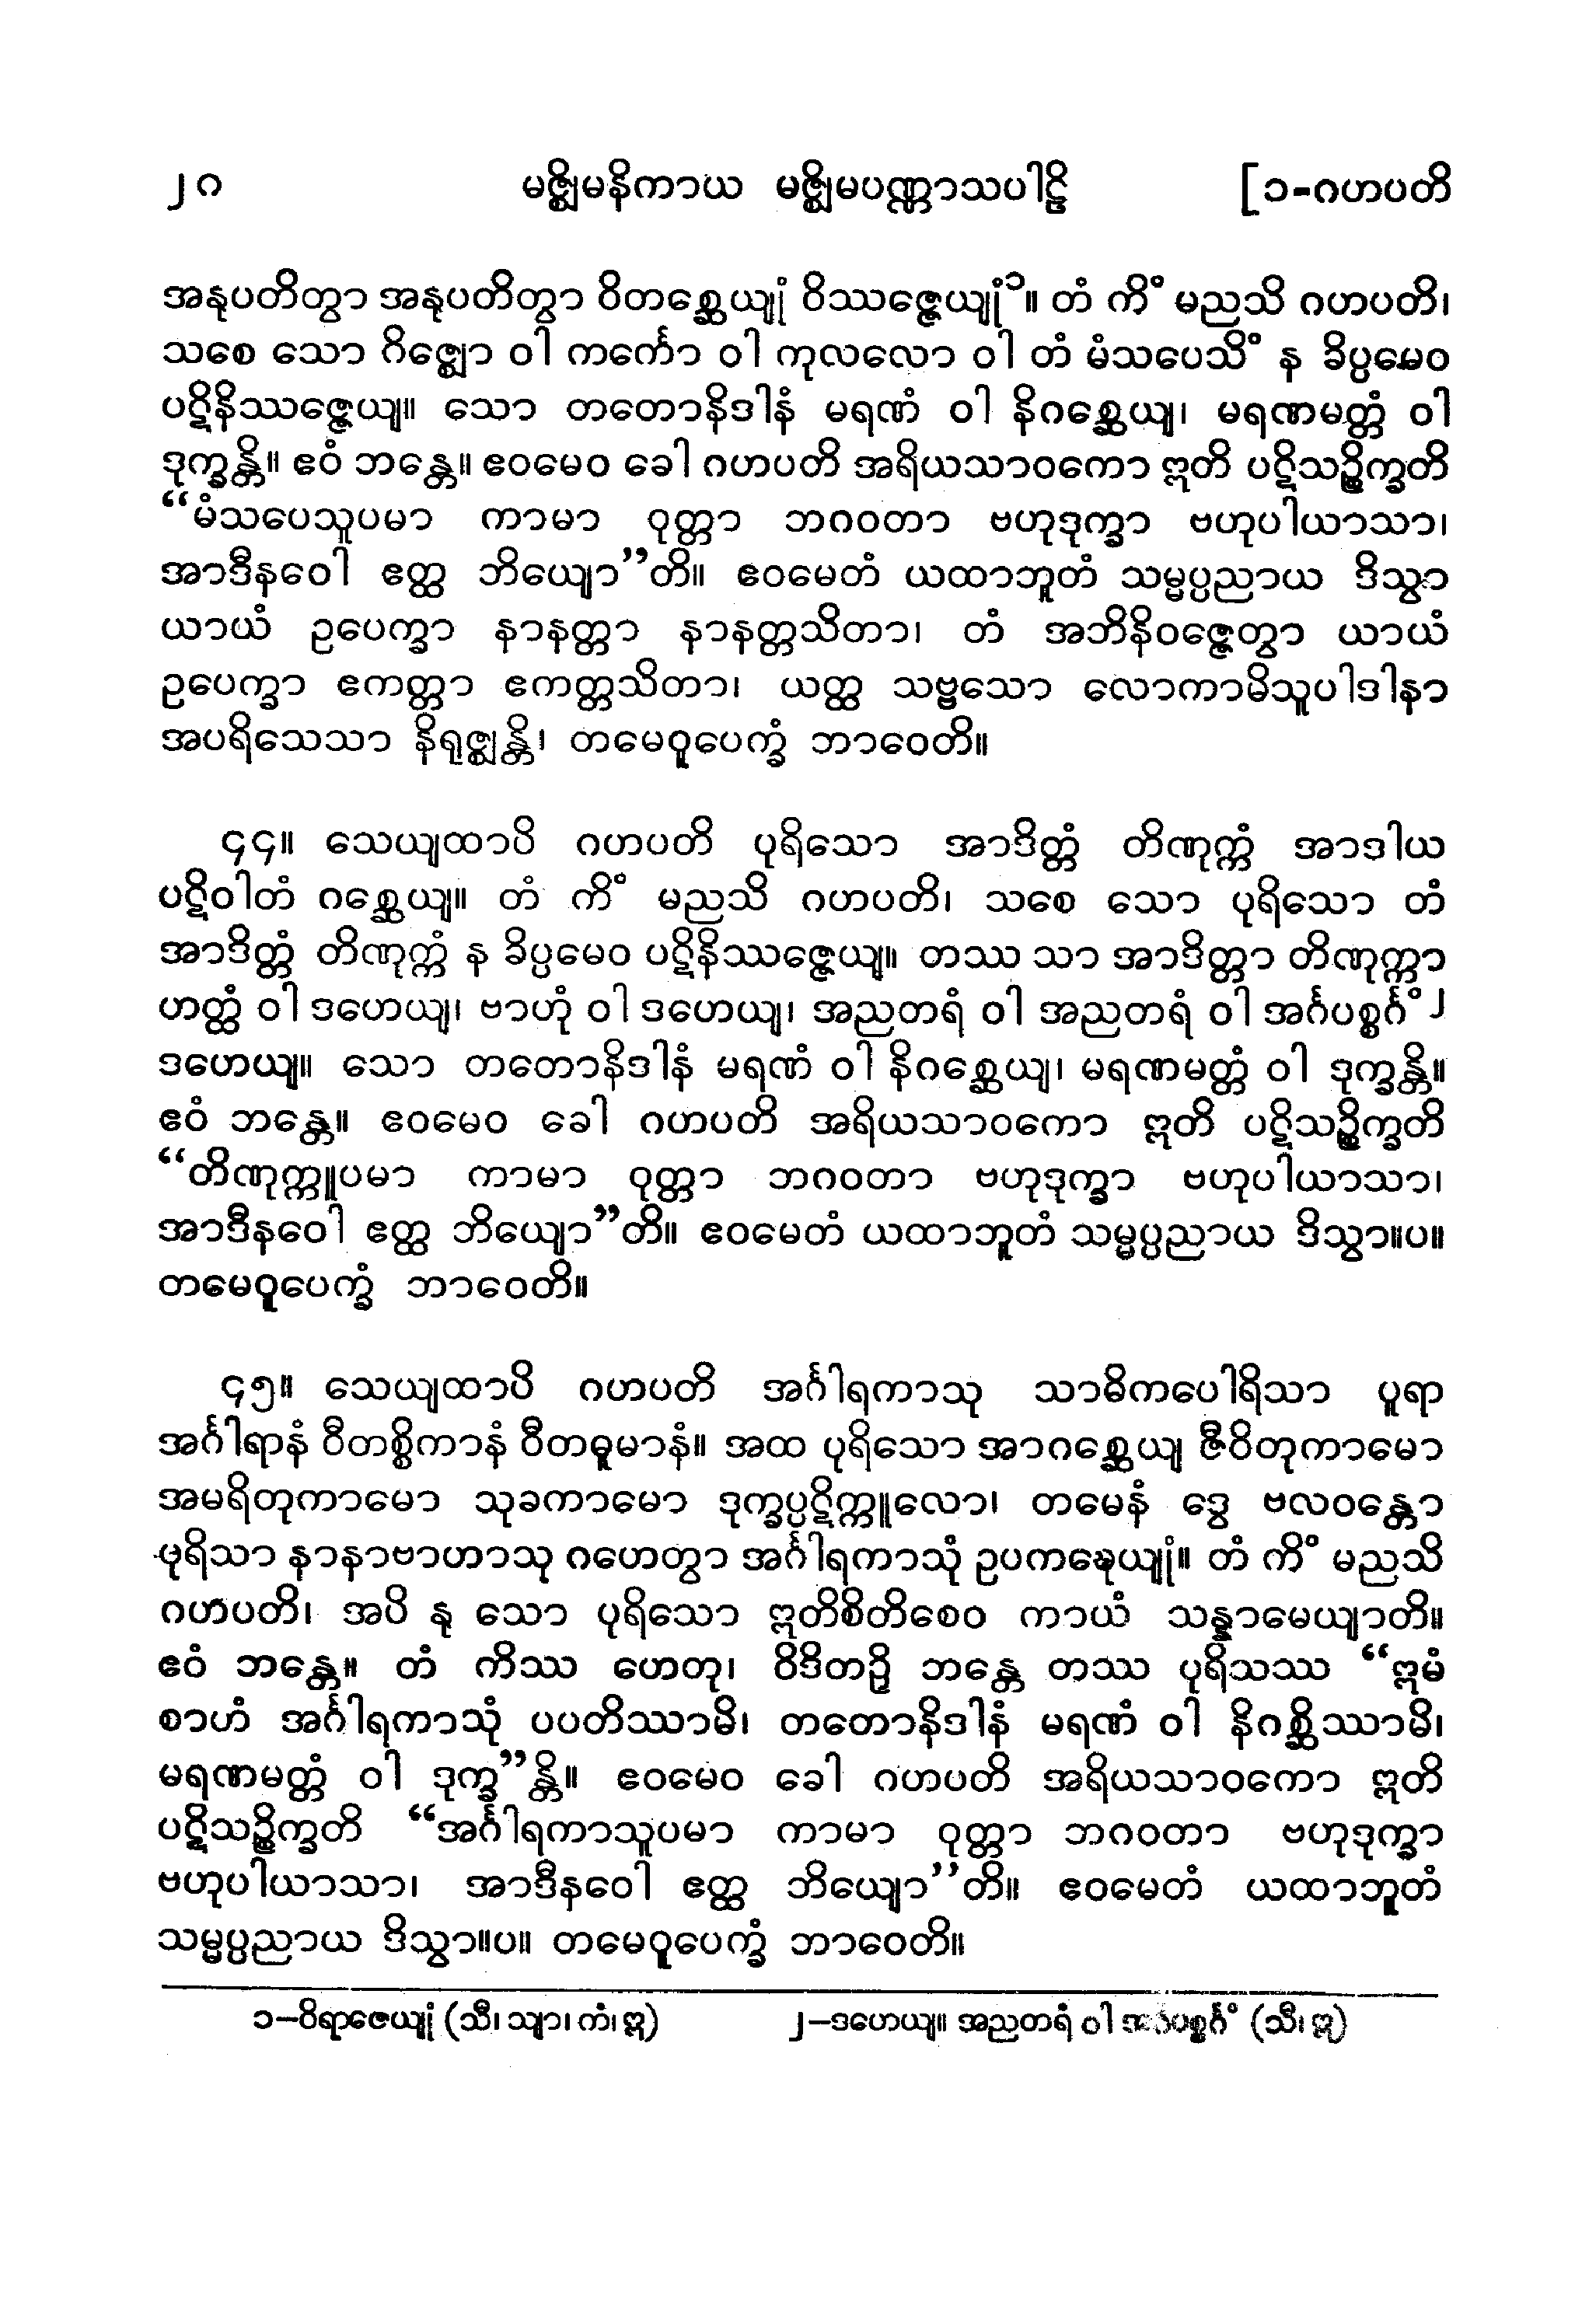 ၂၀ မဇ္ဈိမနိကာယ မဇ္ဈိမပဏ္ဏာသပါဠိ [၁-ဂဟပတိ
အနုပတိတွာ အနုပတိတွာ ဝိတစ္ဆေယျုံ ဝိဿဇ္ဇေယျုံ၁။ တံ ကိံ မညသိ ဂဟပတိ၊
သစေ သော ဂိဇ္ဈော ဝါ ကင်္ကော ဝါ ကုလလော ဝါ တံ မံသပေသိံ န ခိပ္ပမေဝ
ပဋိနိဿဇ္ဇေယျ။ သော တတောနိဒါနံ မရဏံ ဝါ နိဂစ္ဆေယျ၊ မရဏမတ္တံ ဝါ
ဒုက္ခန္တိ။ ဧဝံ ဘန္တေ။ ဧဝမေဝ ခေါ ဂဟပတိ အရိယသာဝကော ဣတိ ပဋိသဉ္စိက္ခတိ
“မံသပေသူပမာ ကာမာ ဝုတ္တာ ဘဂဝတာ ဗဟုဒုက္ခာ ဗဟုပါယာသာ၊
အာဒီနဝေါ ဧတ္ထ ဘိယျော”တိ။ ဧဝမေတံ ယထာဘူတံ သမ္မပ္ပညာယ ဒိသွာ
ယာယံ ဥပေက္ခာ နာနတ္တာ နာနတ္တသိတာ၊ တံ အဘိနိဝဇ္ဇေတွာ ယာယံ
ဥပေက္ခာ ဧကတ္တာ ဧကတ္တသိတာ၊ ယတ္ထ သဗ္ဗသော လောကာမိသူပါဒါနာ
အပရိသေသာ နိရုဇ္ဈန္တိ၊ တမေဝူပေက္ခံ ဘာဝေတိ။
၄၄။ သေယျထာပိ ဂဟပတိ ပုရိသော အာဒိတ္တံ တိဏုက္ကံ အာဒါယ
ပဋိဝါတံ ဂစ္ဆေယျ။ တံ ကိံ မညသိ ဂဟပတိ၊ သစေ သော ပုရိသော တံ
အာဒိတ္တံ တိဏုက္ကံ န ခိပ္ပမေဝ ပဋိနိဿဇ္ဇေယျ။ တဿ သာ အာဒိတ္တာ တိဏုက္ကာ
ဟတ္ထံ ဝါ ဒဟေယျ၊ ဗာဟုံ ဝါ ဒဟေယျ၊ အညတရံ ဝါ အညတရံ ဝါ အင်္ဂပစ္စင်္ဂံ၂
ဒဟေယျ။ သော တတောနိဒါနံ မရဏံ ဝါ နိဂစ္ဆေယျ၊ မရဏမတ္တံ ဝါ ဒုက္ခန္တိ။
ဧဝံ ဘန္တေ။ ဧဝမေဝ ခေါ ဂဟပတိ အရိယသာဝကော ဣတိ ပဋိသဉ္စိက္ခတိ
“တိဏုက္ကူပမာ ကာမာ ဝုတ္တာ ဘဂဝတာ ဗဟုဒုက္ခာ ဗဟုပါယာသာ၊
အာဒီနဝေါ ဧတ္ထ ဘိယျော”တိ။ ဧဝမေတံ ယထာဘူတံ သမ္မပ္ပညာယ ဒိသွာ။ပ။
တမေဝူပေက္ခံ ဘာဝေတိ။
၄၅။ သေယျထာပိ ဂဟပတိ အင်္ဂါရကာသု သာဓိကပေါရိသာ ပူရာ
အင်္ဂါရာနံ ဝီတစ္စိကာနံ ဝီတဓူမာနံ။ အထ ပုရိသော အာဂစ္ဆေယျ ဇီဝိတုကာမော
အမရိတုကာမော သုခကာမော ဒုက္ခပ္ပဋိက္ကူလော၊ တမေနံ ဒွေ ဗလဝန္တော
ပုရိသာ နာနာဗာဟာသု ဂဟေတွာ အင်္ဂါရကာသုံ ဥပကဍ္ဎေယျုံ။ တံ ကိံ မညသိ
ဂဟပတိ၊ အပိ နု သော ပုရိသော ဣတိစိတိစေဝ ကာယံ သန္နာမေယျာတိ။
ဧဝံ ဘန္တေ။ တံ ကိဿ ဟေတု၊ ဝိဒိတဉှိ ဘန္တေ တဿ ပုရိသဿ “ဣမံ
စာဟံ အင်္ဂါရကာသုံ ပပတိဿာမိ၊ တတောနိဒါနံ မရဏံ ဝါ နိဂစ္ဆိဿာမိ၊
မရဏမတ္တံ ဝါ ဒုက္ခ”န္တိ။ ဧဝမေဝ ခေါ ဂဟပတိ အရိယသာဝကော ဣတိ
ပဋိသဉ္စိက္ခတိ “အင်္ဂါရကာသူပမာ ကာမာ ဝုတ္တာ ဘဂဝတာ ဗဟုဒုက္ခာ
ဗဟုပါယာသာ၊ အာဒီနဝေါ ဧတ္ထ ဘိယျော”တိ။ ဧဝမေတံ ယထာဘူတံ
သမ္မပ္ပညာယ ဒိသွာ။ပ။ တမေဝူပေက္ခံ ဘာဝေတိ။
၁−ဝိရာဇေယျုံ (သီ၊ သျာ၊ ကံ၊ ဣ) ၂−ဒဟေယျ။ အညတရံ ဝါ အင်္ဂပစ္စင်္ဂံ (သီ၊ ဣ)